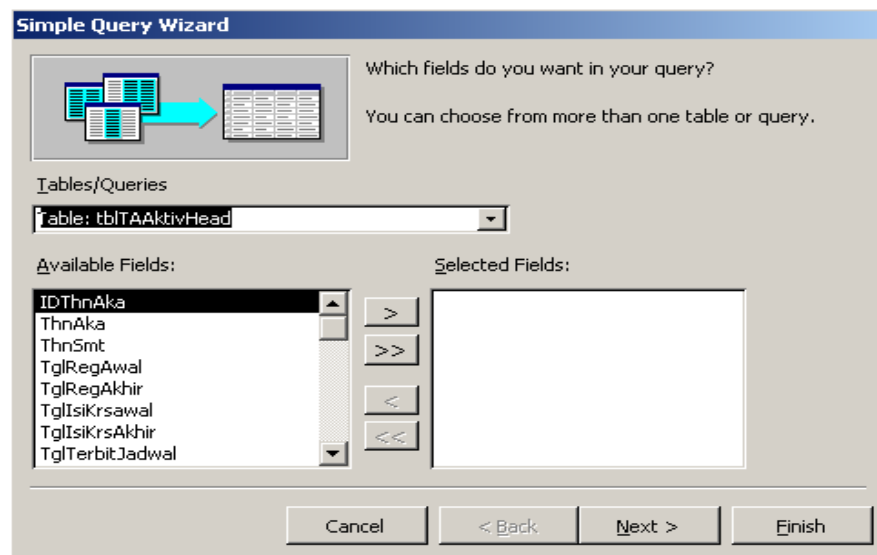 Simple Query Wizard
Which fields do you want in your query?
You can choose from more than one table or query.
Tables/Queries
Table: tblTAAktivHead
Available Fields:
Selected Fields:
IDThnAka
ThnAka
ThnSmt
TglRegAwal
TglRegAkhir
TglIsiKrsawal
TglIsiKrsAkhir
TglTerbitJadwal
>
>>
<
<<
Cancel
< Back
Next >
Finish